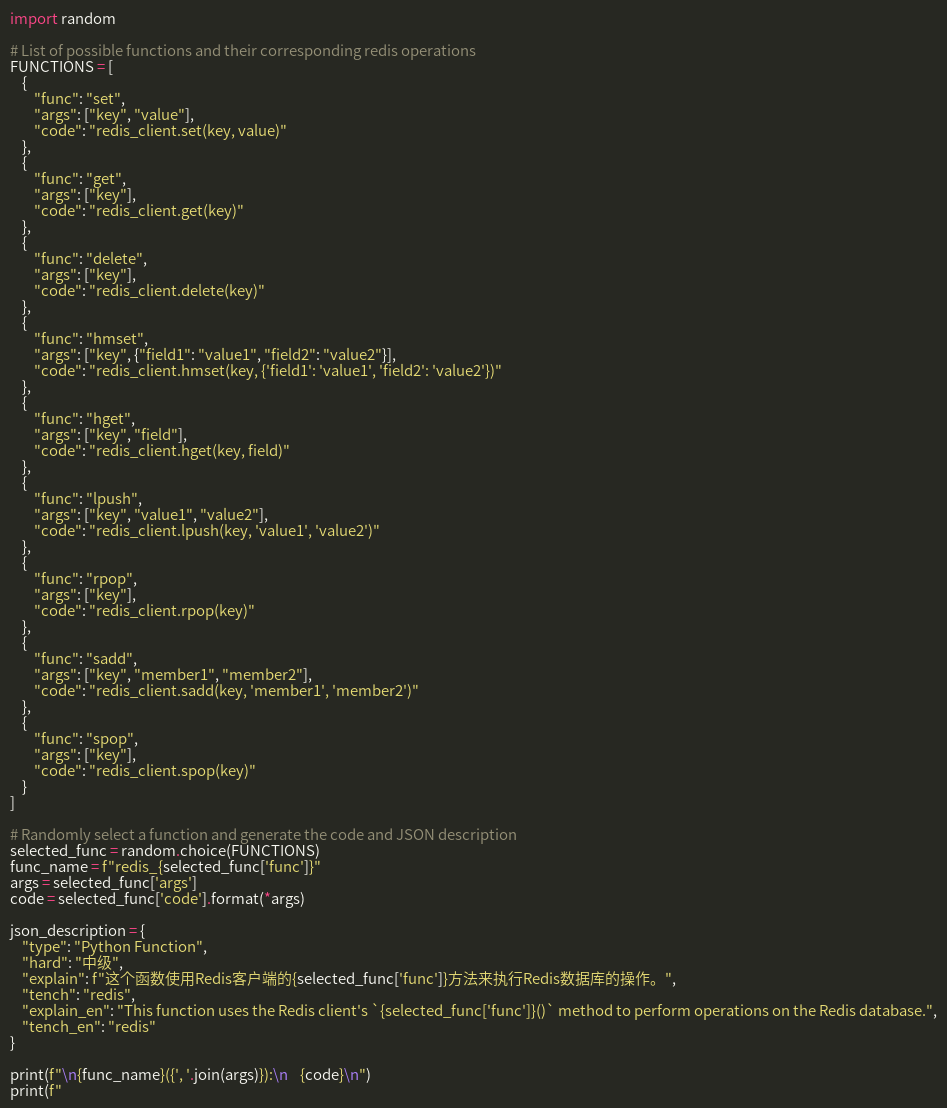 import random

# List of possible functions and their corresponding redis operations
FUNCTIONS = [
    {
        "func": "set",
        "args": ["key", "value"],
        "code": "redis_client.set(key, value)"
    },
    {
        "func": "get",
        "args": ["key"],
        "code": "redis_client.get(key)"
    },
    {
        "func": "delete",
        "args": ["key"],
        "code": "redis_client.delete(key)"
    },
    {
        "func": "hmset",
        "args": ["key", {"field1": "value1", "field2": "value2"}],
        "code": "redis_client.hmset(key, {'field1': 'value1', 'field2': 'value2'})"
    },
    {
        "func": "hget",
        "args": ["key", "field"],
        "code": "redis_client.hget(key, field)"
    },
    {
        "func": "lpush",
        "args": ["key", "value1", "value2"],
        "code": "redis_client.lpush(key, 'value1', 'value2')"
    },
    {
        "func": "rpop",
        "args": ["key"],
        "code": "redis_client.rpop(key)"
    },
    {
        "func": "sadd",
        "args": ["key", "member1", "member2"],
        "code": "redis_client.sadd(key, 'member1', 'member2')"
    },
    {
        "func": "spop",
        "args": ["key"],
        "code": "redis_client.spop(key)"
    }
]

# Randomly select a function and generate the code and JSON description
selected_func = random.choice(FUNCTIONS)
func_name = f"redis_{selected_func['func']}"
args = selected_func['args']
code = selected_func['code'].format(*args)

json_description = {
    "type": "Python Function",
    "hard": "中级",
    "explain": f"这个函数使用Redis客户端的{selected_func['func']}方法来执行Redis数据库的操作。",
    "tench": "redis",
    "explain_en": "This function uses the Redis client's `{selected_func['func']}()` method to perform operations on the Redis database.",
    "tench_en": "redis"
}

print(f"\n{func_name}({', '.join(args)}):\n    {code}\n")
print(f"